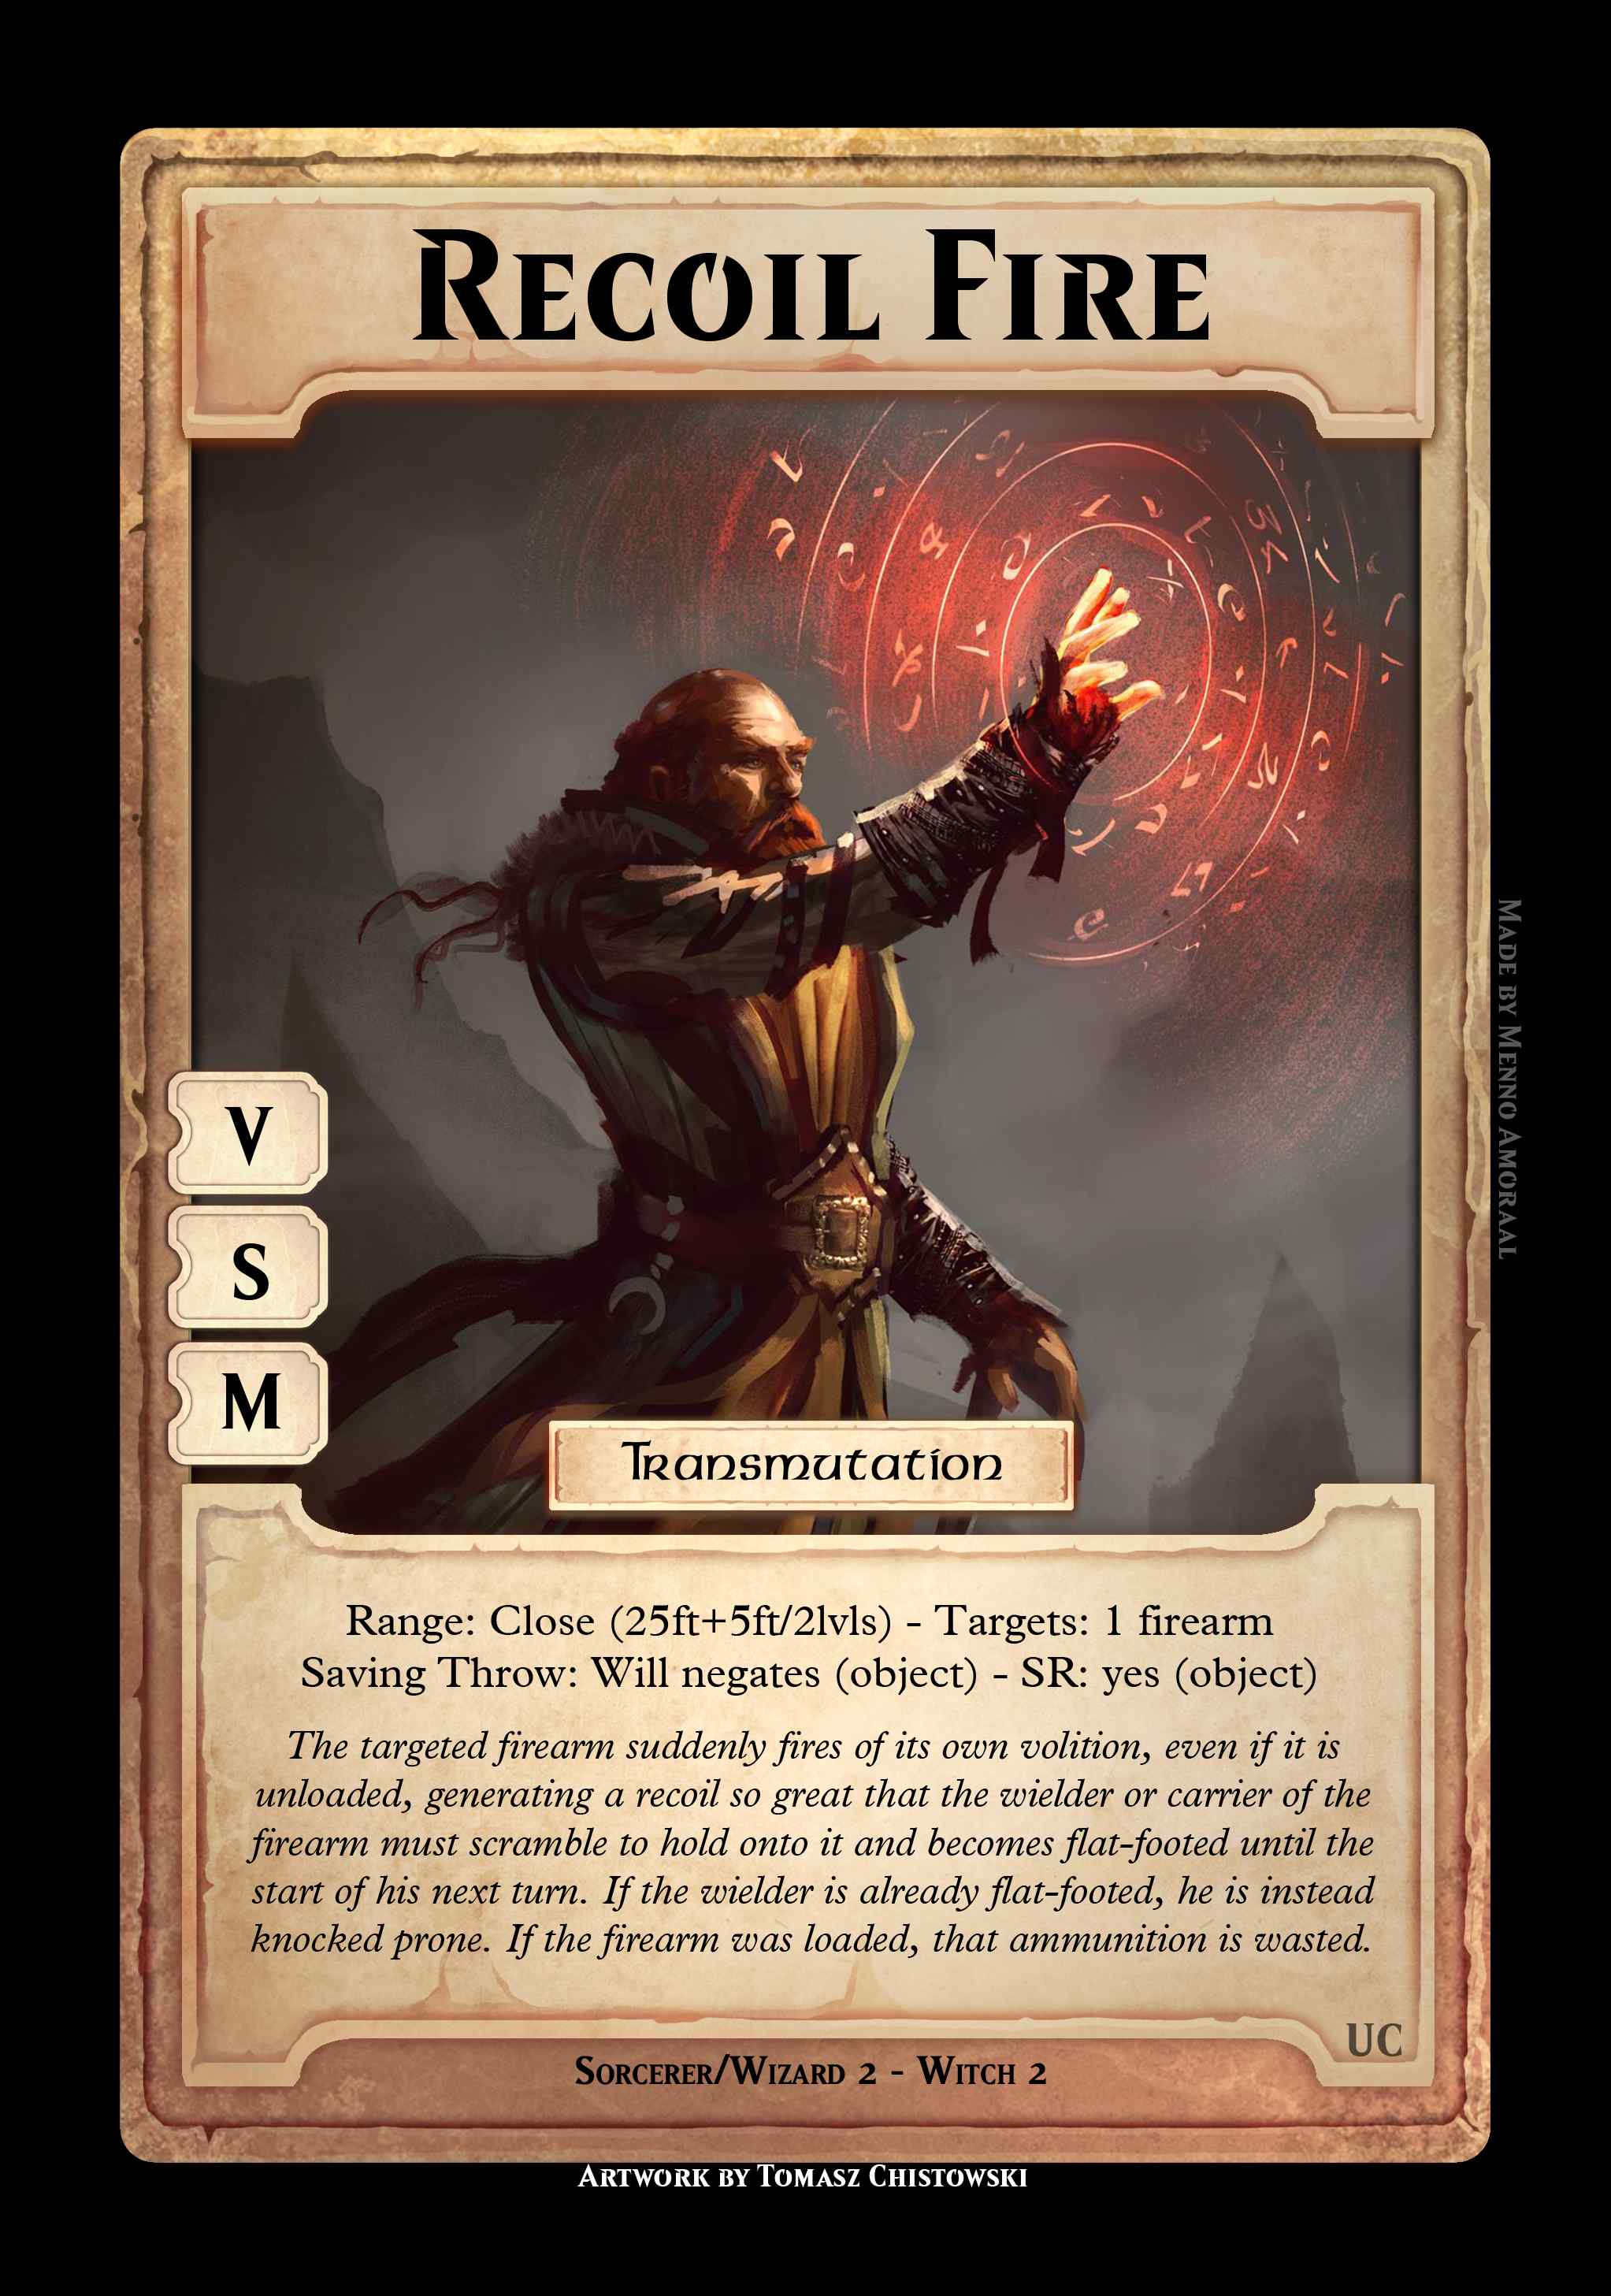 Recoil Fire
V
S
M
Transmutation
Range: Close (25ft+5ft/2lvls) - Targets: 1 firearm
Saving Throw: Will negates (object) - SR: yes (object)
The targeted firearm suddenly fires of its own volition, even if it is
unloaded, generating a recoil so great that the wielder or carrier of the
firearm must scramble to hold onto it and becomes flat-footed until the
start of his next turn. If the wielder is already flat-footed, he is instead
knocked prone. If the firearm was loaded, that ammunition is wasted.
UC
Sorcerer/Wizard 2 - Witch 2
Artwork by Tomasz Chistowski
Made by Menno Amoraal